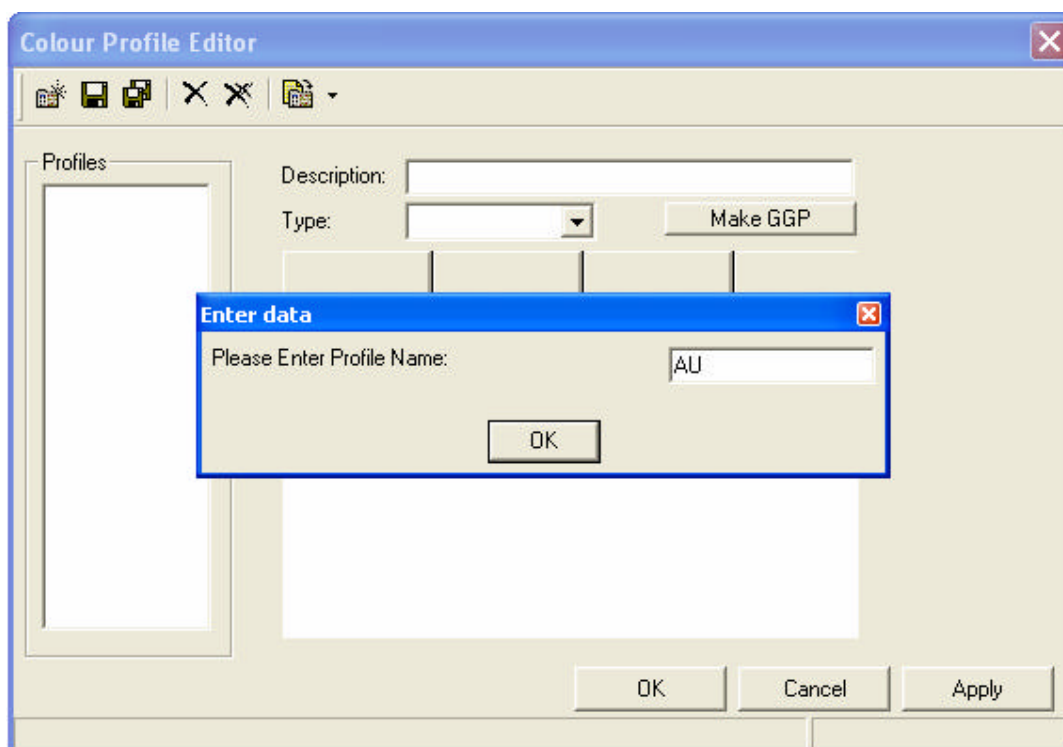 Colour Profile Editor
Profiles
Description:
Type:
Make GGP
Enter data
Please Enter Profile Name:
AU
OK
OK
Cancel
Apply